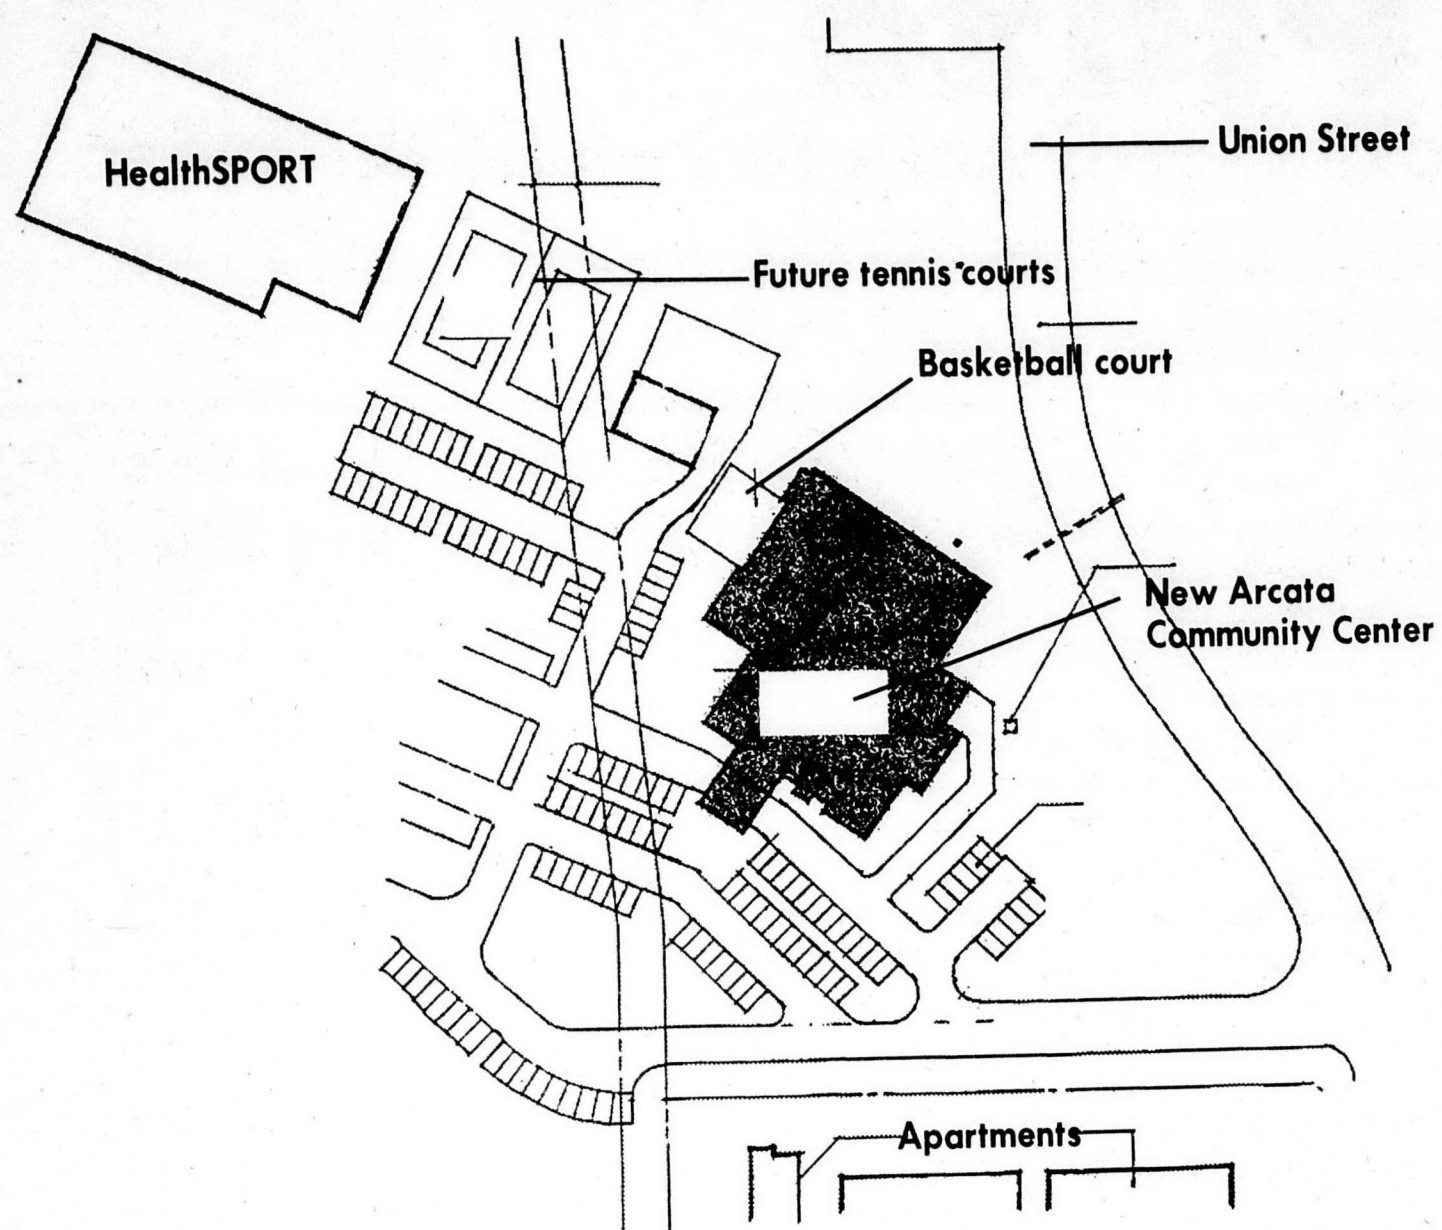 Union Street
HealthSPORT
Future tennis courts
Basketball court
New Arcata
Community Center
Apartments